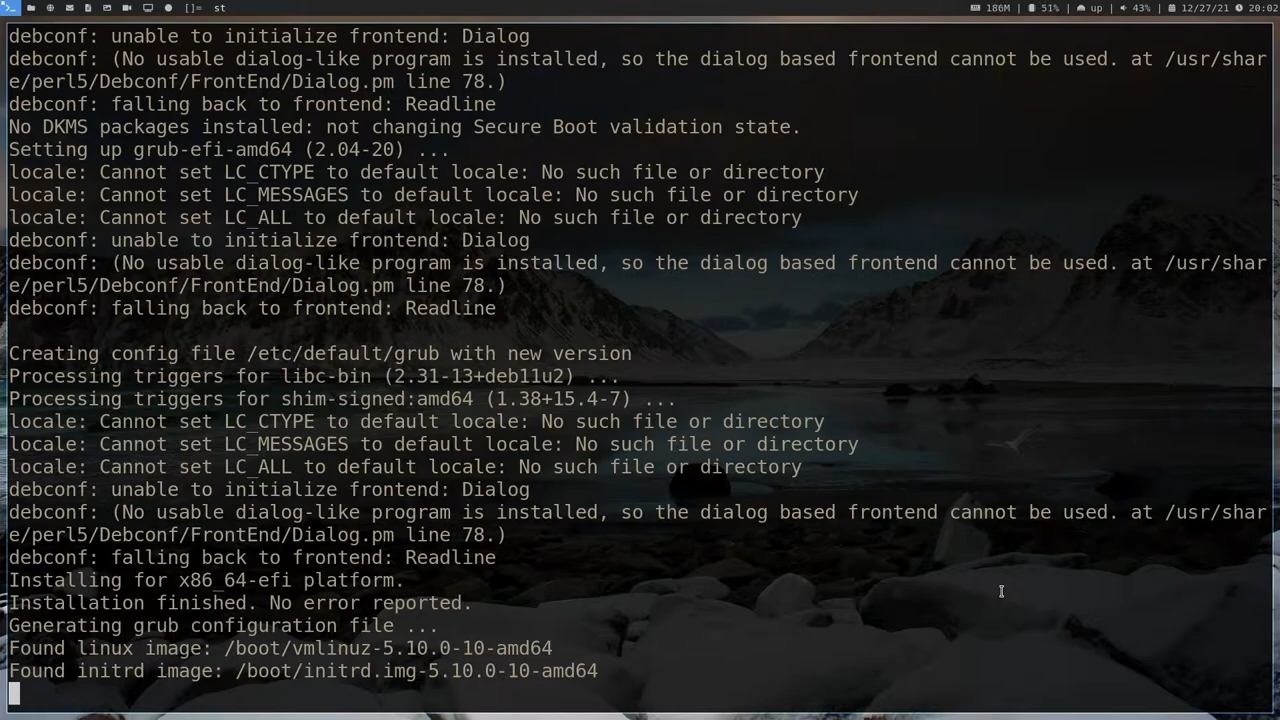 []= st 186M | 51% | up | 43% | 12/27/21 20:02
debconf: unable to initialize frontend: Dialog
debconf: (No usable dialog-like program is installed, so the dialog based frontend cannot be used. at /usr/shar
e/perl5/Debconf/FrontEnd/Dialog.pm line 78.)
debconf: falling back to frontend: Readline
No DKMS packages installed: not changing Secure Boot validation state.
Setting up grub-efi-amd64 (2.04-20) ...
locale: Cannot set LC_CTYPE to default locale: No such file or directory
locale: Cannot set LC_MESSAGES to default locale: No such file or directory
locale: Cannot set LC_ALL to default locale: No such file or directory
debconf: unable to initialize frontend: Dialog
debconf: (No usable dialog-like program is installed, so the dialog based frontend cannot be used. at /usr/shar
e/perl5/Debconf/FrontEnd/Dialog.pm line 78.)
debconf: falling back to frontend: Readline
Creating config file /etc/default/grub with new version
Processing triggers for libc-bin (2.31-13+deb11u2) ...
Processing triggers for shim-signed:amd64 (1.38+15.4-7) ...
locale: Cannot set LC_CTYPE to default locale: No such file or directory
locale: Cannot set LC_MESSAGES to default locale: No such file or directory
locale: Cannot set LC_ALL to default locale: No such file or directory
debconf: unable to initialize frontend: Dialog
debconf: (No usable dialog-like program is installed, so the dialog based frontend cannot be used. at /usr/shar
e/perl5/Debconf/FrontEnd/Dialog.pm line 78.)
debconf: falling back to frontend: Readline
Installing for x86_64-efi platform.
Installation finished. No error reported.
Generating grub configuration file ...
Found linux image: /boot/vmlinuz-5.10.0-10-amd64
Found initrd image: /boot/initrd.img-5.10.0-10-amd64